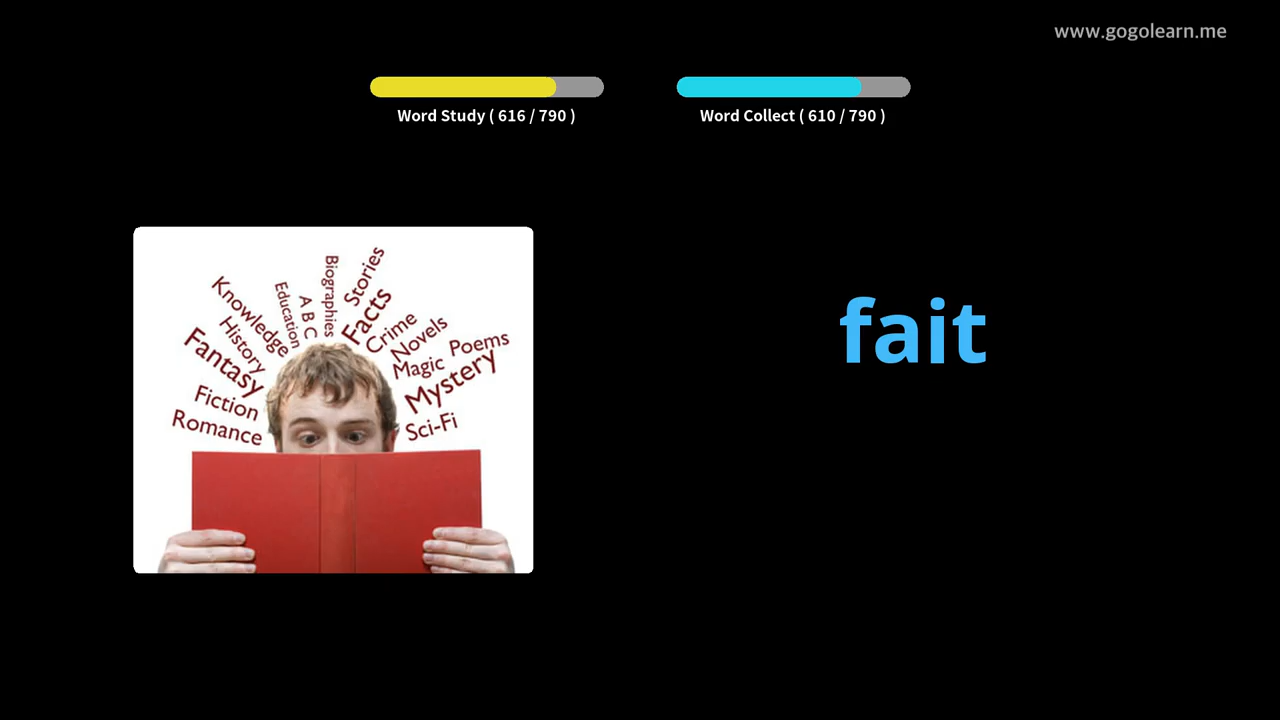 www.gogolearn.me
Word Study ( 616 / 790 )
Word Collect ( 610 / 790 )
Knowledge
Education
A B C
Biographies
Stories
Facts
Crime
Novels
Poems
History
Fantasy
Magic
Mystery
Fiction
Romance
Sci-Fi
fait